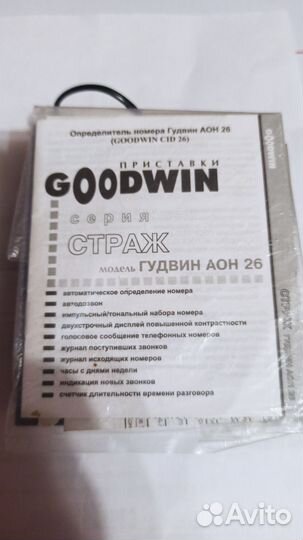 Определитель номера Гудвин АОН 26
(GOODWIN CID 26)
ПРИСТАВКИ
GOODWIN
серия
СТРАЖ
модель ГУДВИН АОН 26
автоматическое определение номера
автодозвон
импульсный/тональный набора номера
двухстрочный дисплей повышенной контрастности
голосовое сообщение телефонных номеров
журнал поступивших звонков
журнал исходящих номеров
часы с днями недели
индикация новых звонков
счетчик длительности времени разговора
GOODWIN
СТРАЖ
Avito